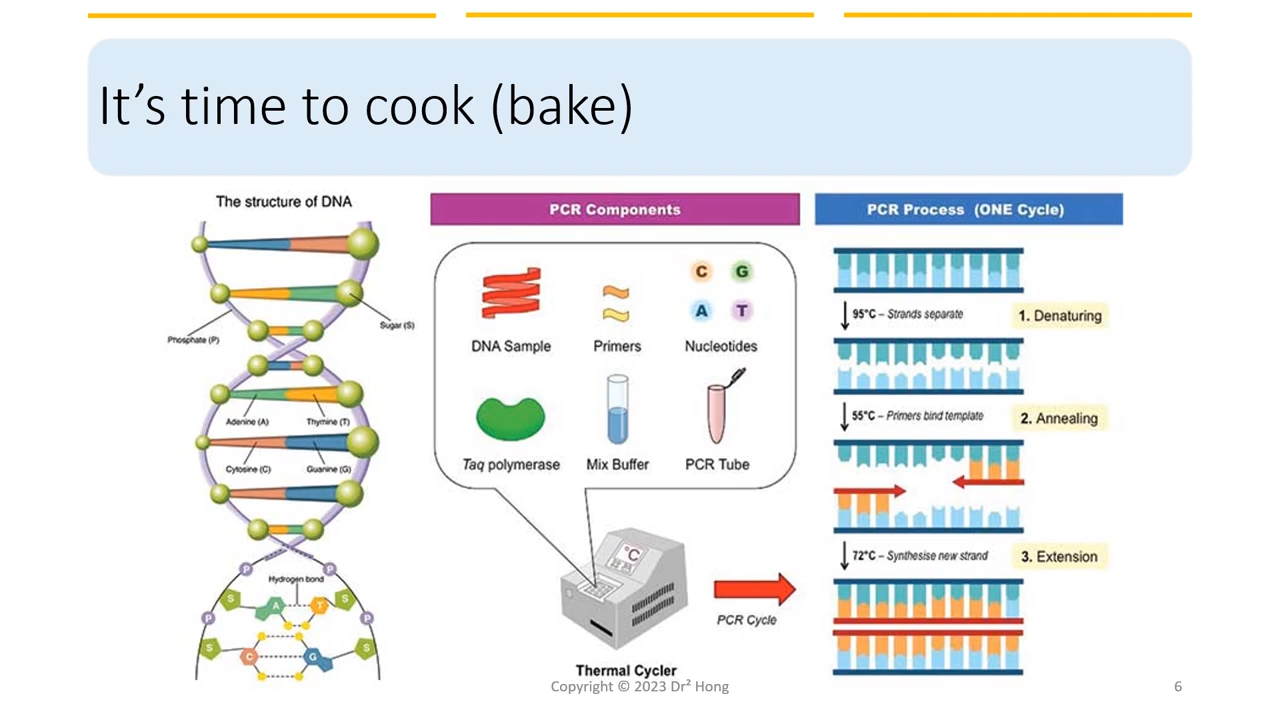 It’s time to cook (bake)
The structure of DNA
Sugar (S)
Phosphate (P)
Adenine (A)
Thymine (T)
Cytosine (C)
Guanine (G)
P
P
Hydrogen bond
S
A
T
S
P
P
S
C
G
S
PCR Components
C
G
A
T
DNA Sample
Primers
Nucleotides
Taq polymerase
Mix Buffer
PCR Tube
°C
PCR Cycle
Thermal Cycler
PCR Process (ONE Cycle)
95°C – Strands separate
1. Denaturing
55°C – Primers bind template
2. Annealing
72°C – Synthesise new strand
3. Extension
Copyright © 2023 Dr² Hong
6